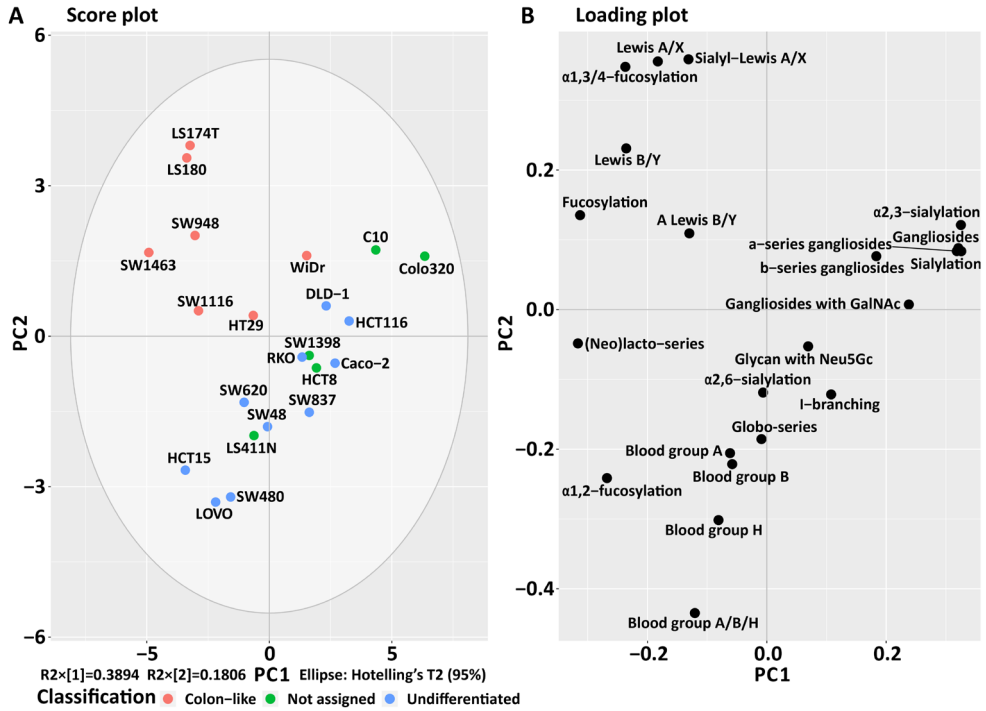 A Score plot
6
3
0
−3
−6
PC2
LS174T
LS180
SW948
SW1463
C10
WiDr
Colo320
DLD−1
SW1116
HT29
HCT116
SW1398
RKO
Caco−2
HCT8
SW620
SW837
SW48
LS411N
HCT15
SW480
LOVO
−5 0 5
R2×[1]=0.3894 R2×[2]=0.1806 PC1 Ellipse: Hotelling's T2 (95%)
Classification Colon−like Not assigned Undifferentiated
B Loading plot
0.2
0.0
−0.2
−0.4
PC2
Lewis A/X
Sialyl−Lewis A/X
α1,3/4−fucosylation
Lewis B/Y
Fucosylation
A Lewis B/Y
α2,3−sialylation
Gangliosides
a−series gangliosides
Sialylation
b−series gangliosides
Gangliosides with GalNAc
(Neo)lacto−series
Glycan with Neu5Gc
α2,6−sialylation
I−branching
Globo−series
Blood group A
Blood group B
α1,2−fucosylation
Blood group H
Blood group A/B/H
−0.2 0.0 0.2
PC1